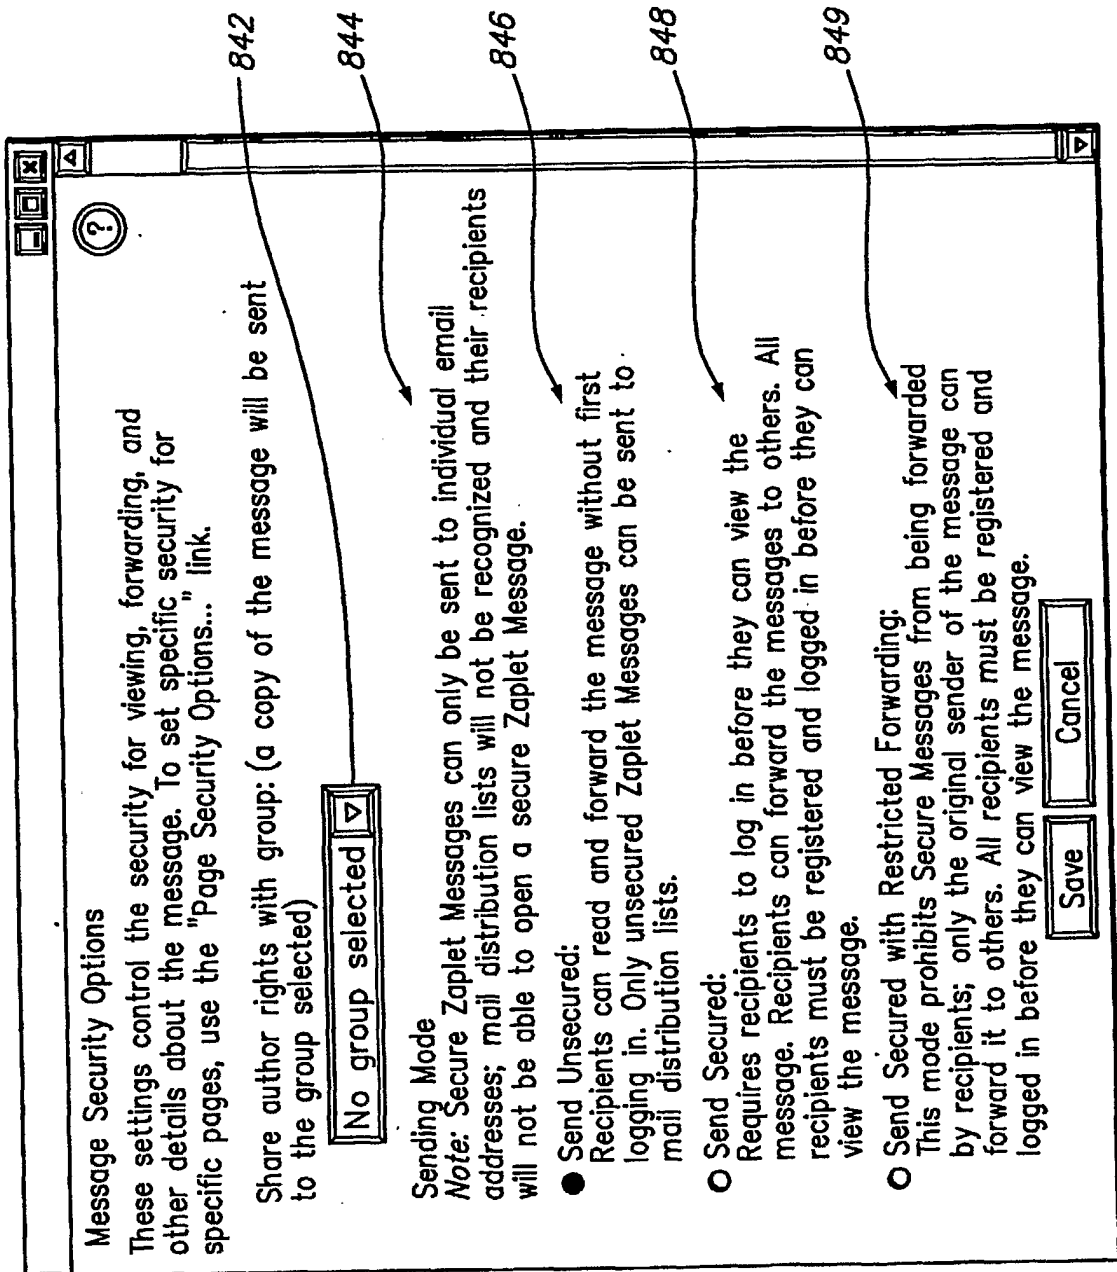 Message Security Options
These settings control the security for viewing, forwarding, and
other details about the message. To set specific security for
specific pages, use the "Page Security Options..." link.
Share author rights with group: (a copy of the message will be sent
to the group selected)
No group selected
Sending Mode
Note: Secure Zaplet Messages can only be sent to individual email
addresses; mail distribution lists will not be recognized and their recipients
will not be able to open a secure Zaplet Message.
Send Unsecured:
Recipients can read and forward the message without first
logging in. Only unsecured Zaplet Messages can be sent to
mail distribution lists.
Send Secured:
Requires recipients to log in before they can view the
message. Recipients can forward the messages to others. All
recipients must be registered and logged in before they can
view the message.
Send Secured with Restricted Forwarding:
This mode prohibits Secure Messages from being forwarded
by recipients; only the original sender of the message can
forward it to others. All recipients must be registered and
logged in before they can view the message.
Save Cancel
?
842
844
846
848
849